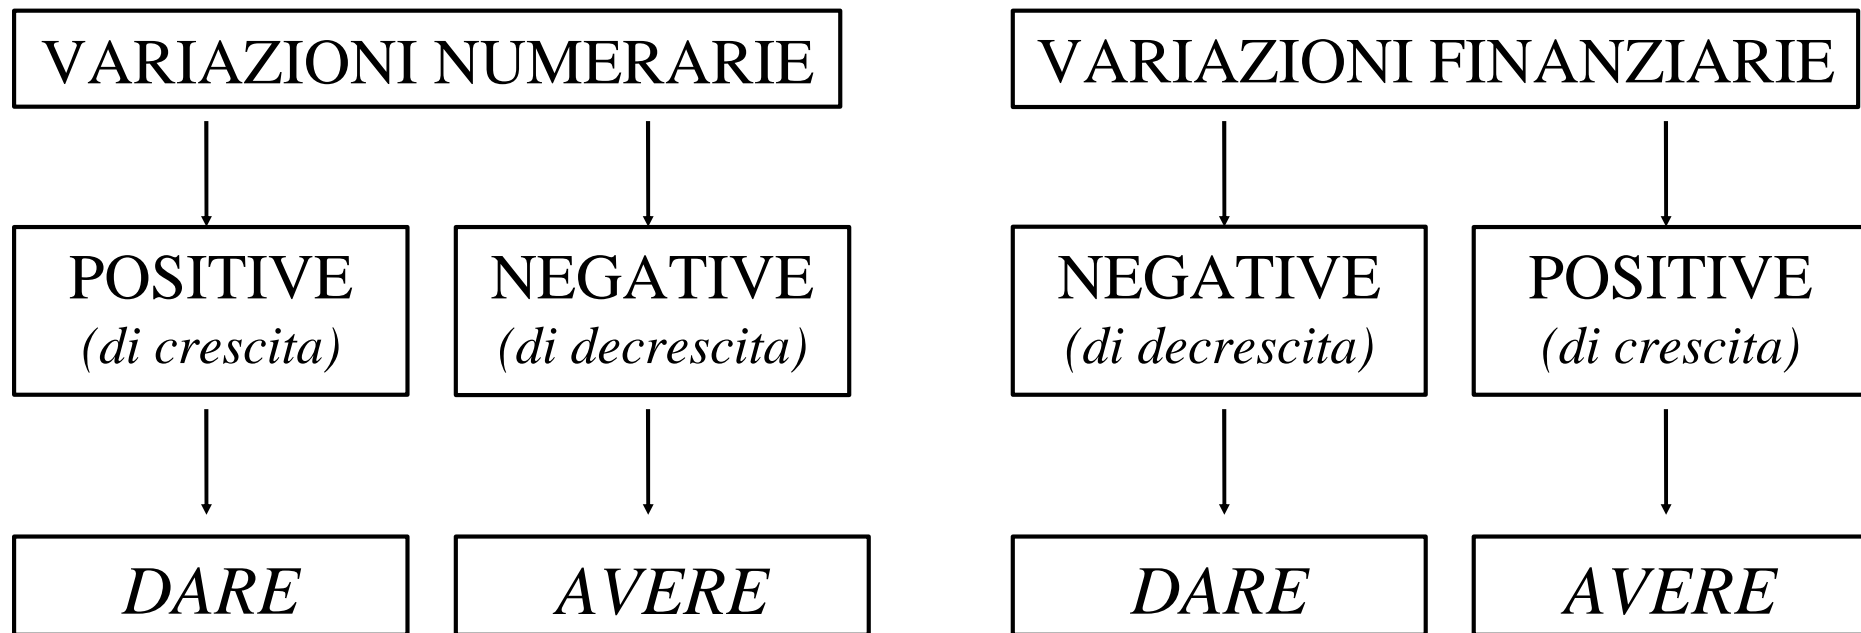 VARIAZIONI NUMERARIE
VARIAZIONI FINANZIARIE
POSITIVE
(di crescita)
NEGATIVE
(di decrescita)
NEGATIVE
(di decrescita)
POSITIVE
(di crescita)
DARE
AVERE
DARE
AVERE